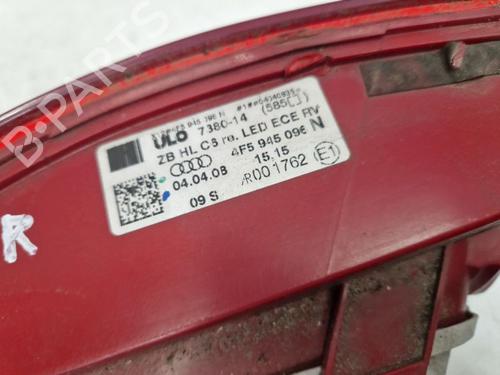 ULO 7380-14 (585
ZB HL C6 re. LED ECE RV
4F5 945 096 N
04.04.08 15.15
R001762 E1
09 S
R
B-PARTS